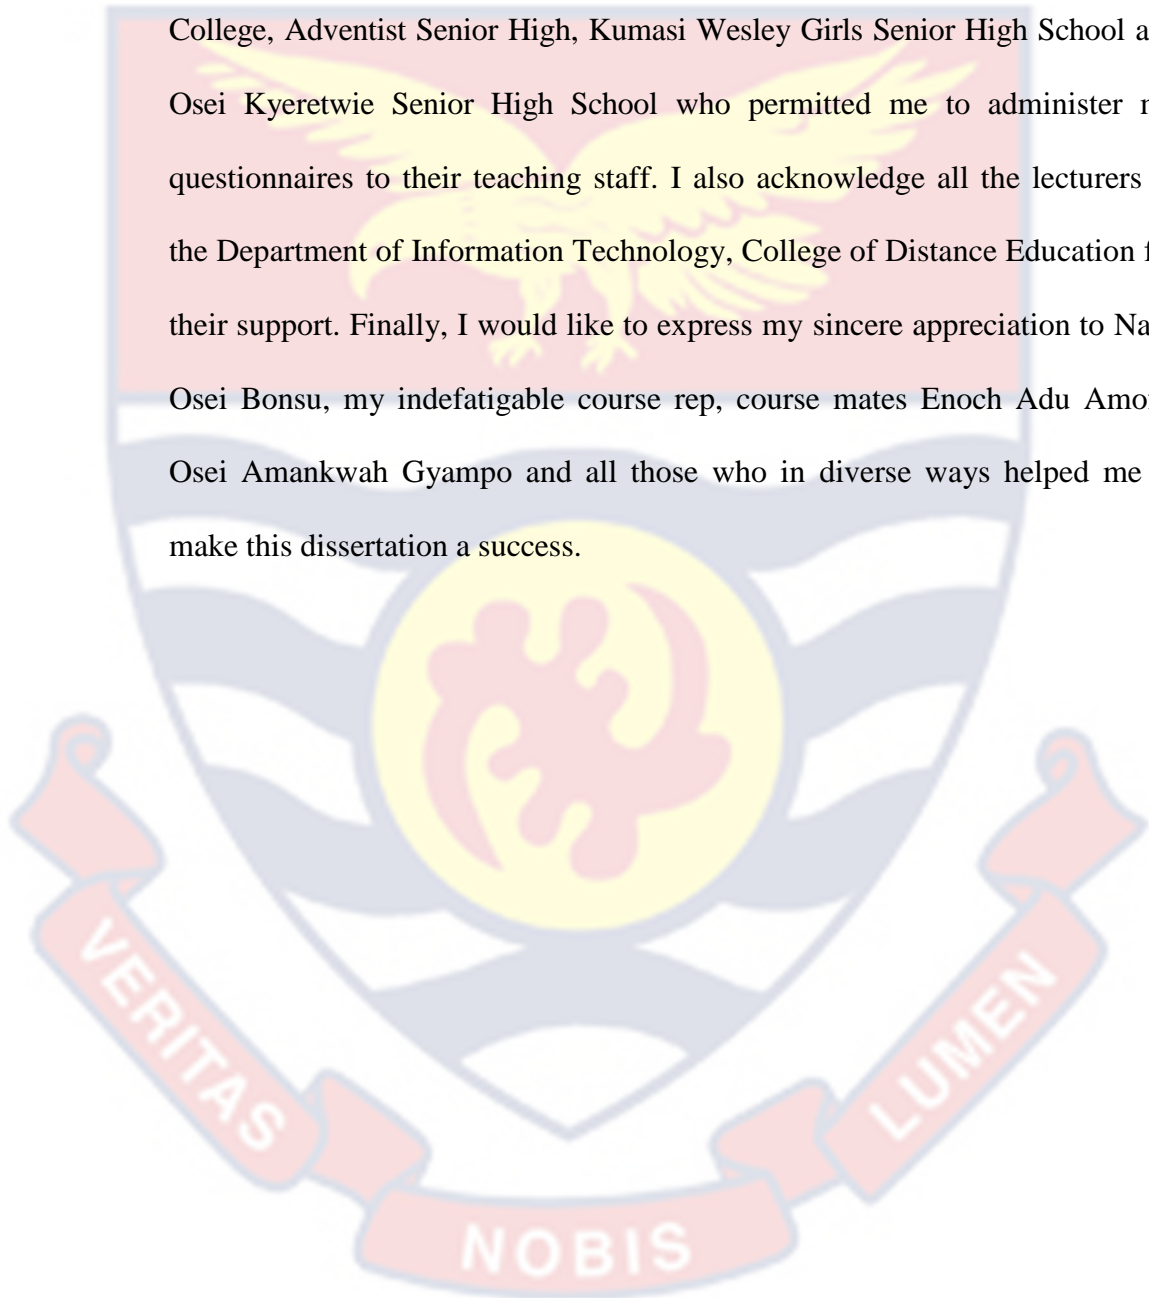 College, Adventist Senior High, Kumasi Wesley Girls Senior High School a
Osei Kyeretwie Senior High School who permitted me to administer
questionnaires to their teaching staff. I also acknowledge all the lecturers
the Department of Information Technology, College of Distance Education
their support. Finally, I would like to express my sincere appreciation to Na
Osei Bonsu, my indefatigable course rep, course mates Enoch Adu Amo
Osei Amankwah Gyampo and all those who in diverse ways helped me
make this dissertation a success.
VERITAS
NOBIS
LUMEN